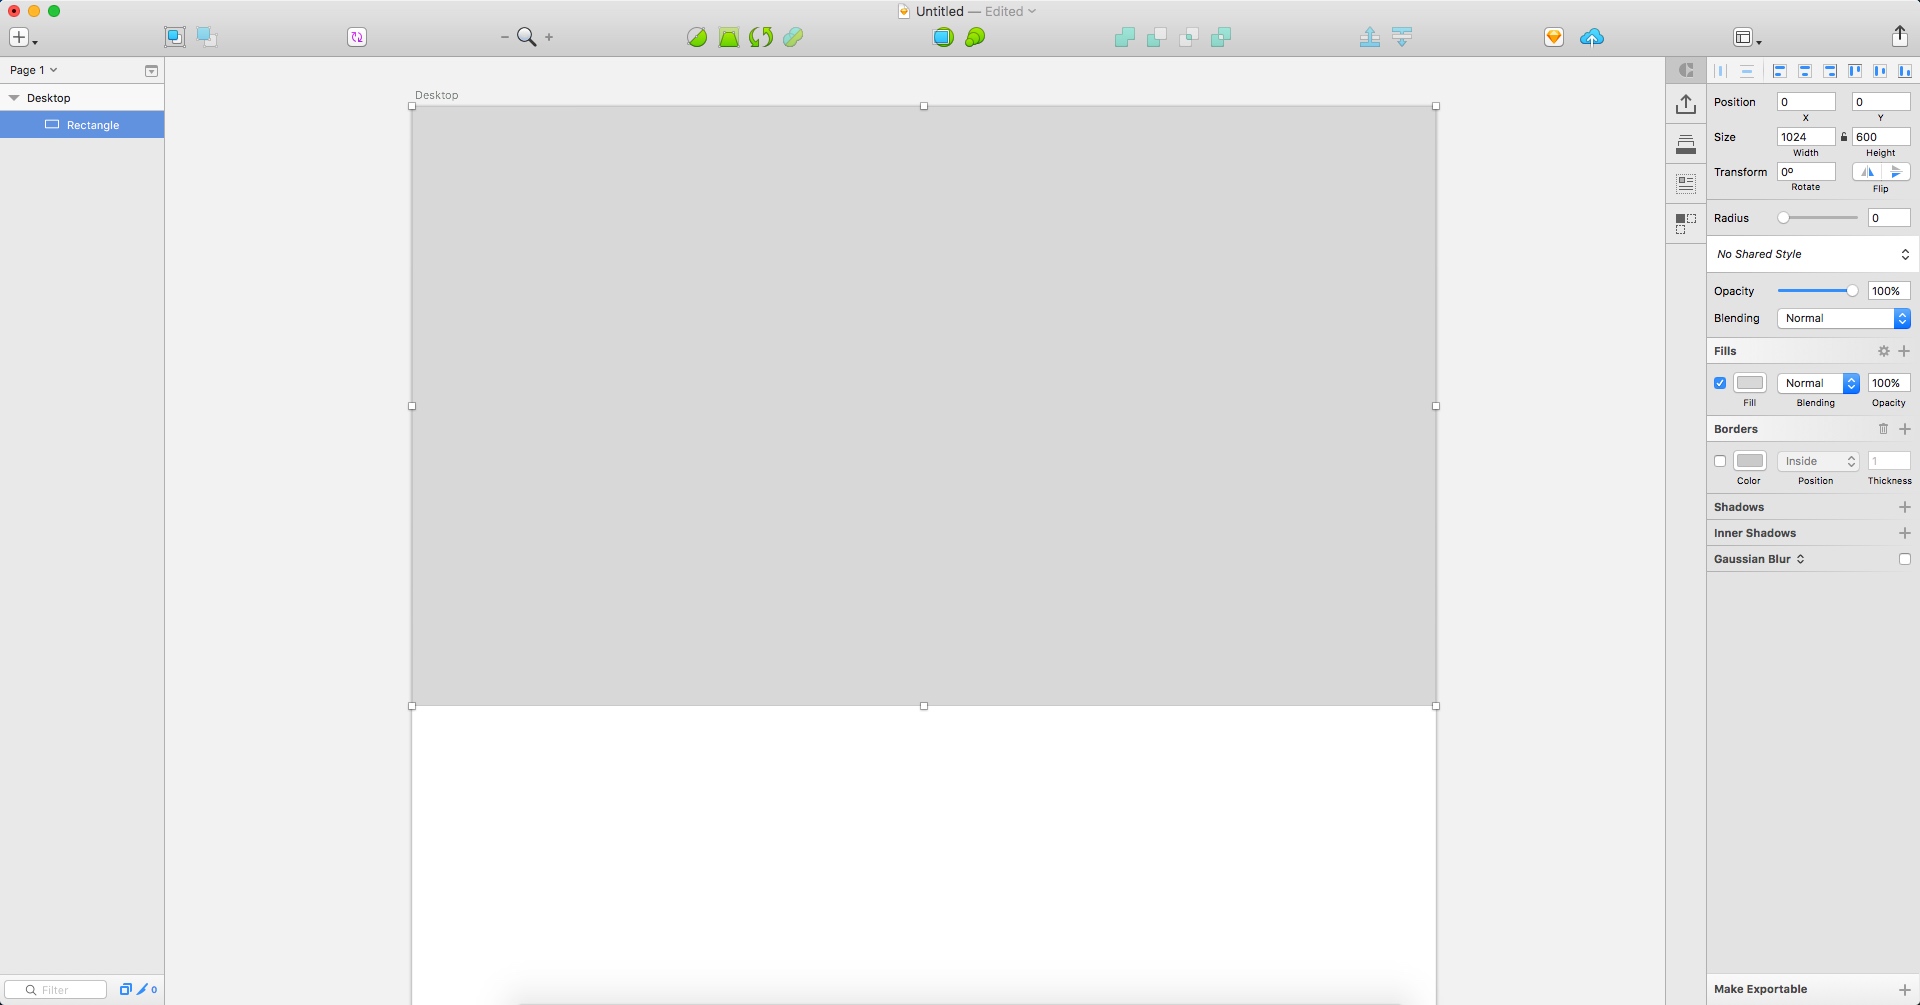 Untitled — Edited
Page 1
Desktop
Rectangle
Filter
0
Desktop
Position 0 0
X Y
Size 1024 600
Width Height
Transform 0º
Rotate Flip
Radius 0
No Shared Style
Opacity 100%
Blending Normal
Fills
Normal 100%
Fill Blending Opacity
Borders
Inside 1
Color Position Thickness
Shadows
Inner Shadows
Gaussian Blur
Make Exportable